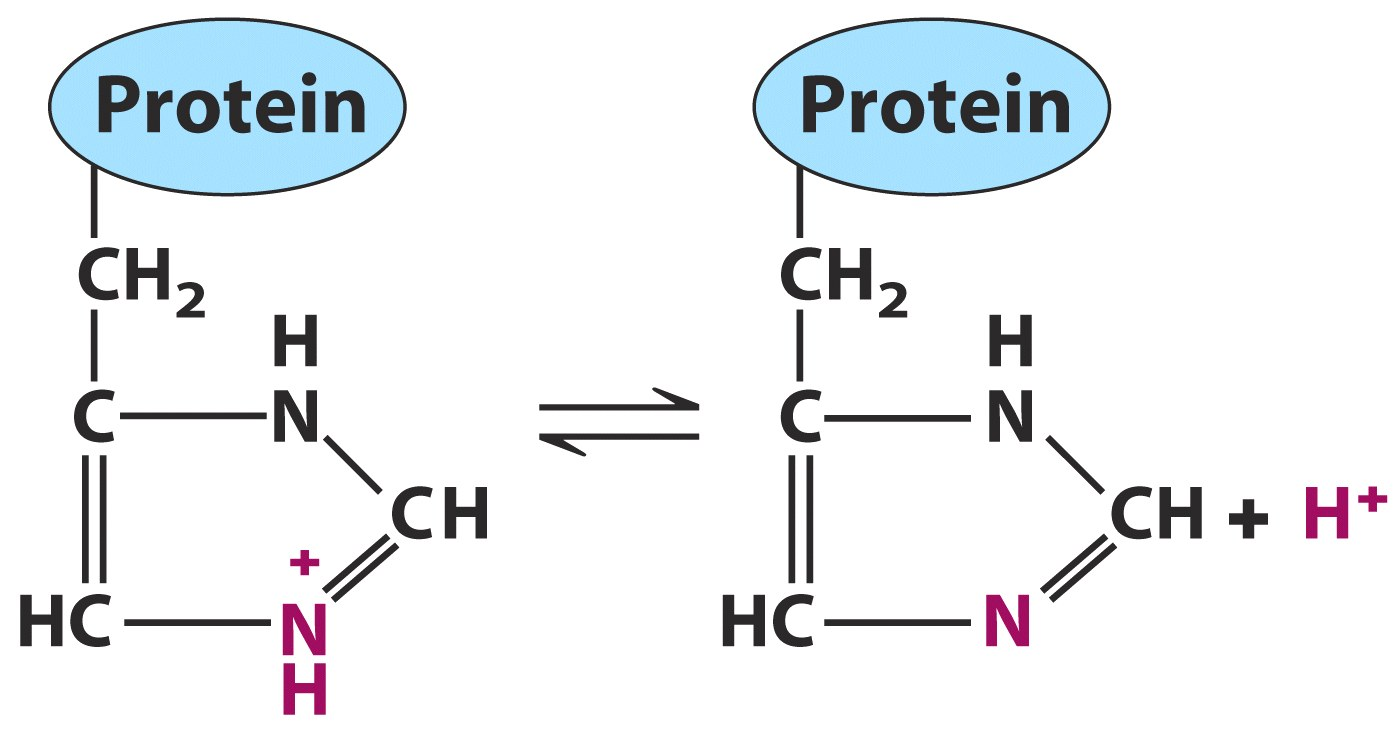 Protein Protein
CH₂ CH₂
H H
C N C N
CH CH + H⁺
+
HC N HC N
H